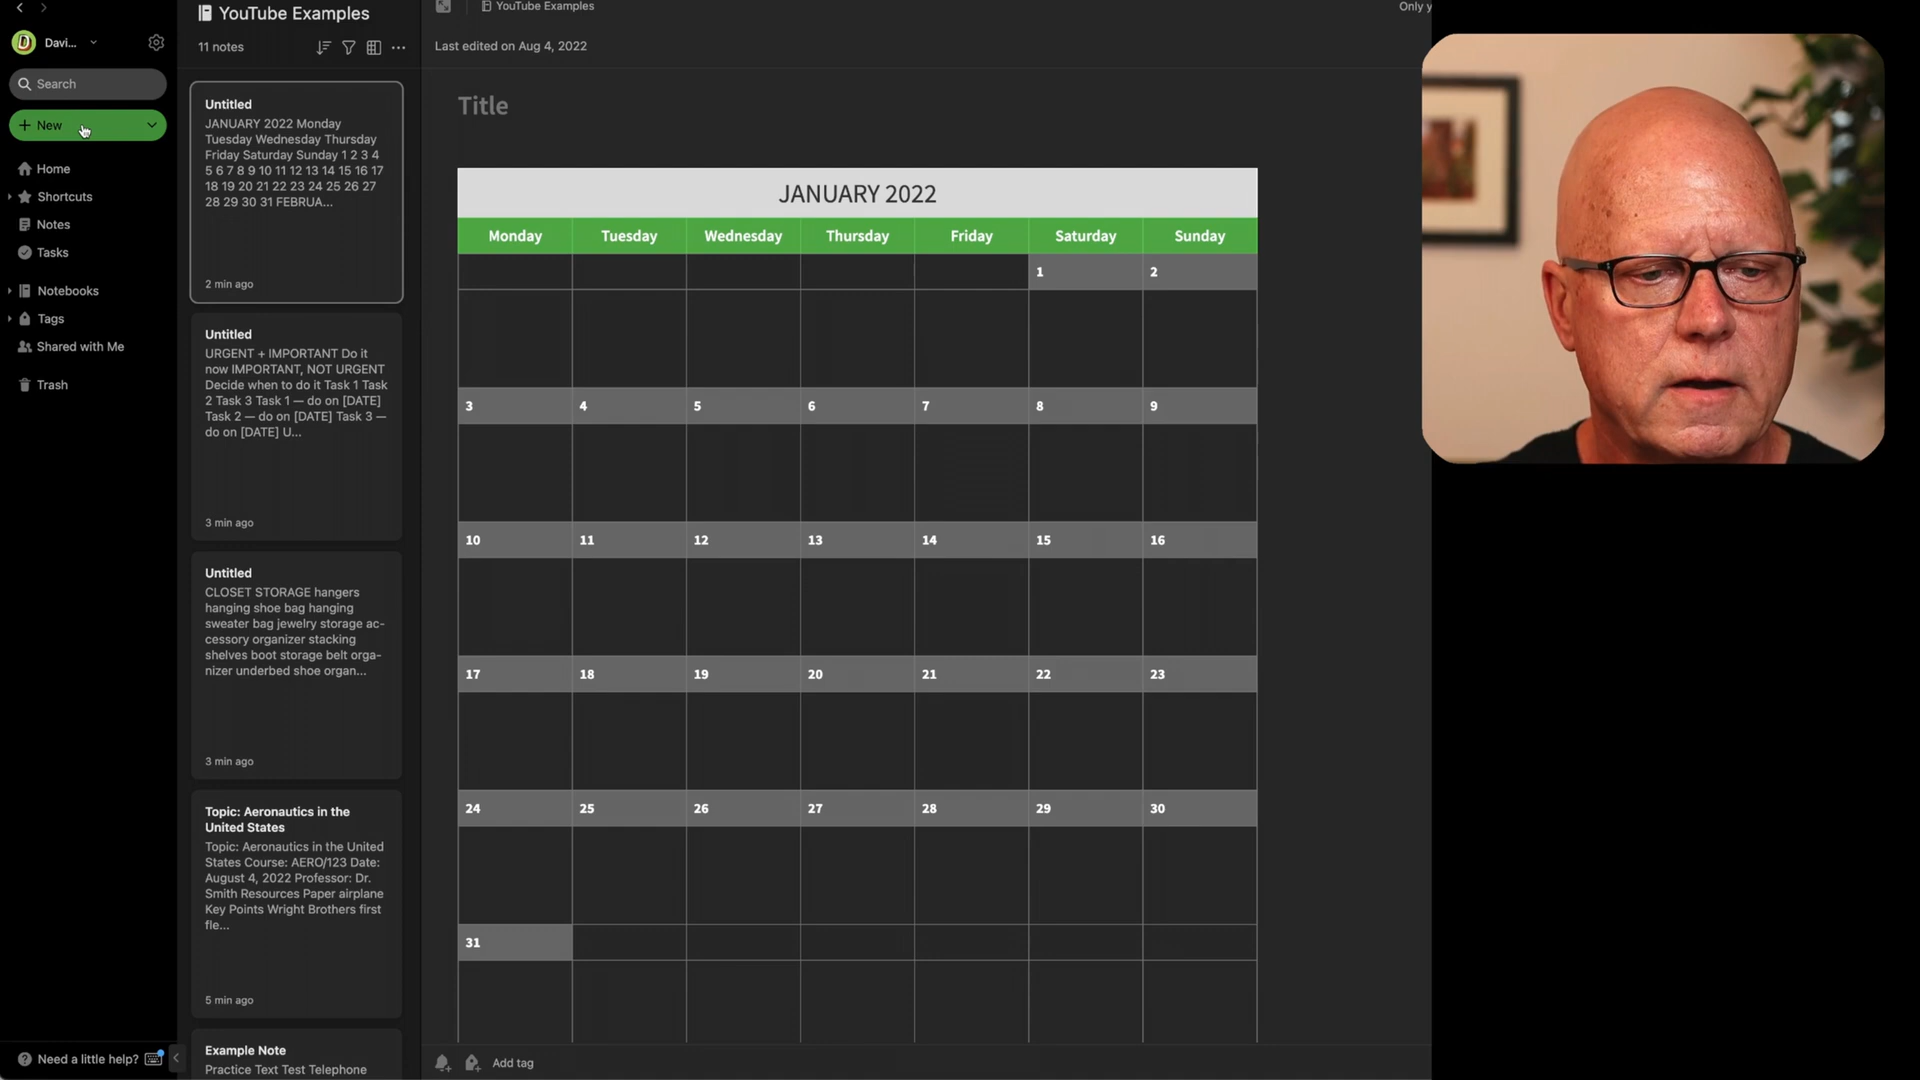 Davi...
Search
New
Home
Shortcuts
Notes
Tasks
Notebooks
Tags
Shared with Me
Trash
Need a little help?
YouTube Examples
11 notes
Untitled
JANUARY 2022 Monday
Tuesday Wednesday Thursday
Friday Saturday Sunday 1 2 3 4
5 6 7 8 9 10 11 12 13 14 15 16 17
18 19 20 21 22 23 24 25 26 27
28 29 30 31 FEBRUA...
2 min ago
Untitled
URGENT + IMPORTANT Do it
now IMPORTANT, NOT URGENT
Decide when to do it Task 1 Task
2 Task 3 Task 1 — do on [DATE]
Task 2 — do on [DATE] Task 3 —
do on [DATE] U...
3 min ago
Untitled
CLOSET STORAGE hangers
hanging shoe bag hanging
sweater bag jewelry storage ac-
cessory organizer stacking
shelves boot storage belt orga-
nizer underbed shoe organ...
3 min ago
Topic: Aeronautics in the
United States
Topic: Aeronautics in the United
States Course: AERO/123 Date:
August 4, 2022 Professor: Dr.
Smith Resources Paper airplane
Key Points Wright Brothers first
fle...
5 min ago
Example Note
Practice Text Test Telephone
YouTube Examples
Only y
Last edited on Aug 4, 2022
Title
JANUARY 2022
Monday Tuesday Wednesday Thursday Friday Saturday Sunday
1 2
3 4 5 6 7 8 9
10 11 12 13 14 15 16
17 18 19 20 21 22 23
24 25 26 27 28 29 30
31
Add tag